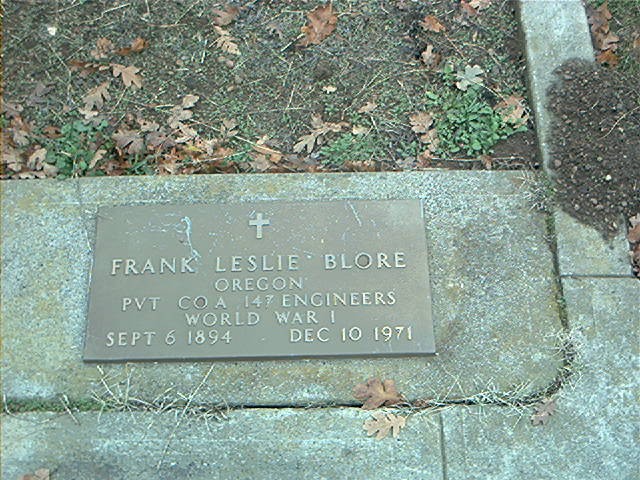 FRANK LESLIE BLORE
OREGON
PVT CO A 147 ENGINEERS
WORLD WAR I
SEPT 6 1894 DEC 10 1971